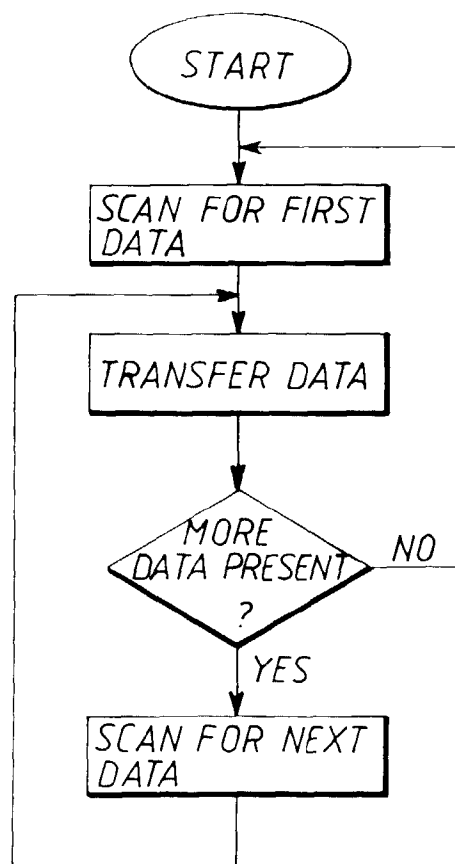 START
SCAN FOR FIRST
DATA
TRANSFER DATA
MORE
DATA PRESENT
?
NO
YES
SCAN FOR NEXT
DATA